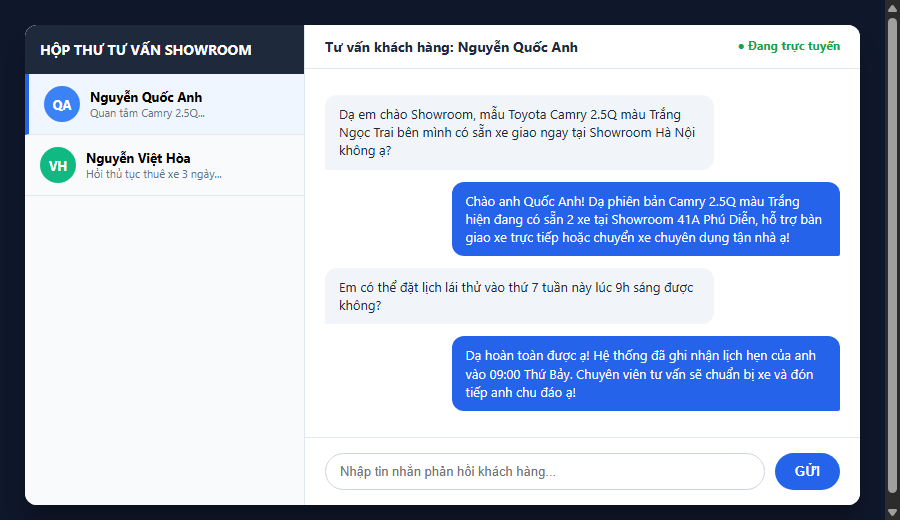 HỘP THƯ TƯ VẤN SHOWROOM
QA
Nguyễn Quốc Anh
Quan tâm Camry 2.5Q...
VH
Nguyễn Việt Hòa
Hỏi thủ tục thuê xe 3 ngày...
Tư vấn khách hàng: Nguyễn Quốc Anh
● Đang trực tuyến
Dạ em chào Showroom, mẫu Toyota Camry 2.5Q màu Trắng
Ngọc Trai bên mình có sẵn xe giao ngay tại Showroom Hà Nội
không ạ?
Chào anh Quốc Anh! Dạ phiên bản Camry 2.5Q màu Trắng
hiện đang có sẵn 2 xe tại Showroom 41A Phú Diễn, hỗ trợ bàn
giao xe trực tiếp hoặc chuyển xe chuyên dụng tận nhà ạ!
Em có thể đặt lịch lái thử vào thứ 7 tuần này lúc 9h sáng được
không?
Dạ hoàn toàn được ạ! Hệ thống đã ghi nhận lịch hẹn của anh
vào 09:00 Thứ Bảy. Chuyên viên tư vấn sẽ chuẩn bị xe và đón
tiếp anh chu đáo ạ!
Nhập tin nhắn phản hồi khách hàng...
GỬI